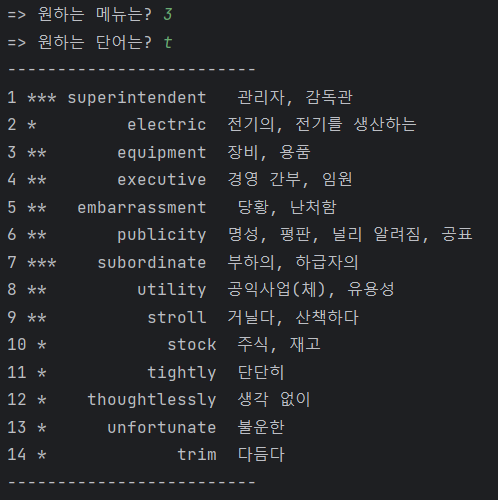 => 원하는 메뉴는? 3
=> 원하는 단어는? t
-------------------------
1 *** superintendent 관리자, 감독관
2 * electric 전기의, 전기를 생산하는
3 ** equipment 장비, 용품
4 ** executive 경영 간부, 임원
5 ** embarrassment 당황, 난처함
6 ** publicity 명성, 평판, 널리 알려짐, 공표
7 *** subordinate 부하의, 하급자의
8 ** utility 공익사업(체), 유용성
9 ** stroll 거닐다, 산책하다
10 * stock 주식, 재고
11 * tightly 단단히
12 * thoughtlessly 생각 없이
13 * unfortunate 불운한
14 * trim 다듬다
-------------------------